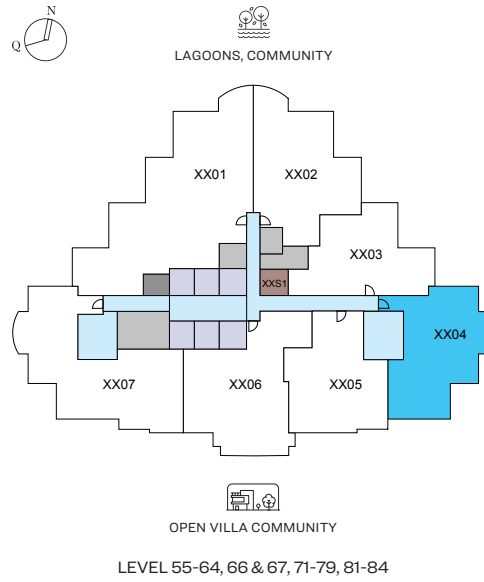 N
Q
LAGOONS, COMMUNITY
XX01
XX02
XX03
XXS1
XX04
XX07
XX06
XX05
OPEN VILLA COMMUNITY
LEVEL 55-64, 66 & 67, 71-79, 81-84